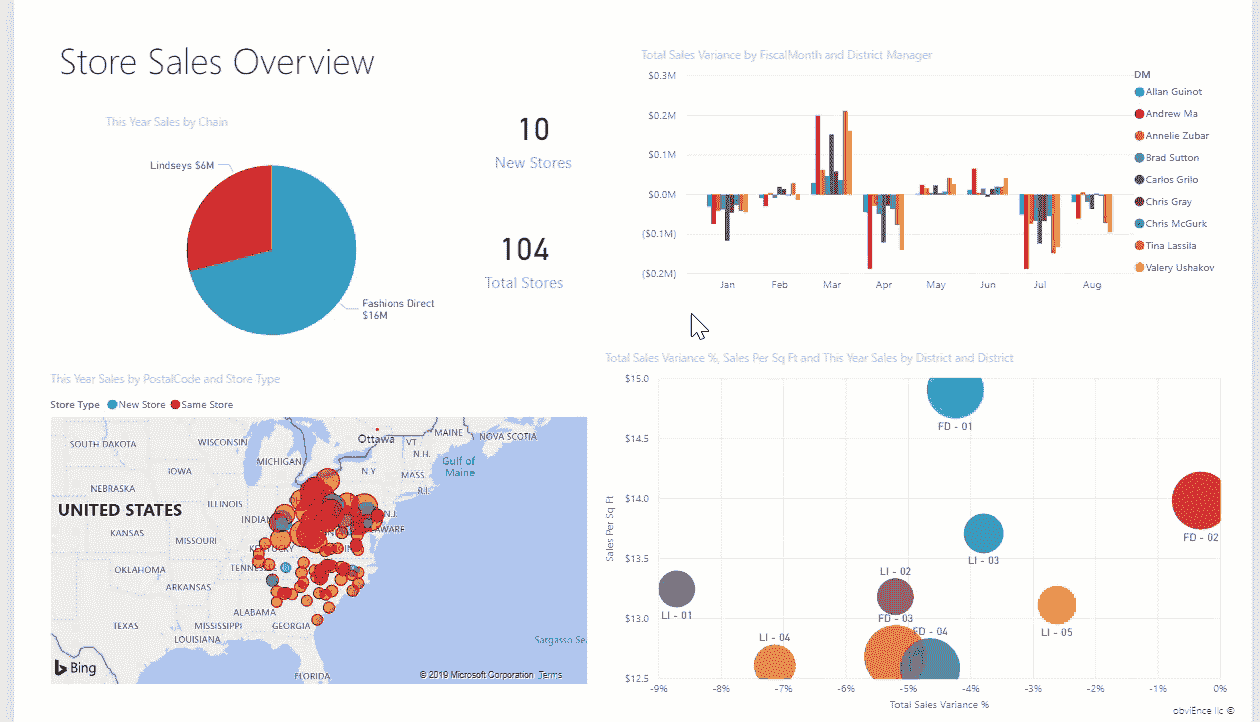 Store Sales Overview
This Year Sales by Chain
Lindseys $6M
Fashions Direct
$16M
10
New Stores
104
Total Stores
Total Sales Variance by FiscalMonth and District Manager
$0.3M
$0.2M
$0.1M
$0.0M
($0.1M)
($0.2M)
Jan Feb Mar Apr May Jun Jul Aug
DM
Allan Guinot
Andrew Ma
Annelie Zubar
Brad Sutton
Carlos Grilo
Chris Gray
Chris McGurk
Tina Lassila
Valery Ushakov
This Year Sales by PostalCode and Store Type
Store Type New Store Same Store
Ottawa
MAINE
NOVA SCOTIA
SOUTH DAKOTA
WISCONSIN
VT
N.H.
MICHIGAN
Gulf of
Maine
IOWA
N.Y.
MASS
R.I.
NEBRASKA
ILLINOIS
UNITED STATES
N.J.
KANSAS
MISSOURI
OKLAHOMA
ARKANSAS
ALABAMA
TEXAS
MISSISSIPPI
GEORGIA
LOUISIANA
FLORIDA
Bing
© 2019 Microsoft Corporation Terms
Total Sales Variance %, Sales Per Sq Ft and This Year Sales by District and District
Sales Per Sq Ft
$15.0
$14.5
$14.0
$13.5
$13.0
$12.5
FD - 01
FD - 02
LI - 03
LI - 02
LI - 01
FD - 03
FD - 04
LI - 05
LI - 04
-9% -8% -7% -6% -5% -4% -3% -2% -1% 0%
Total Sales Variance %
obviEnce llc ©